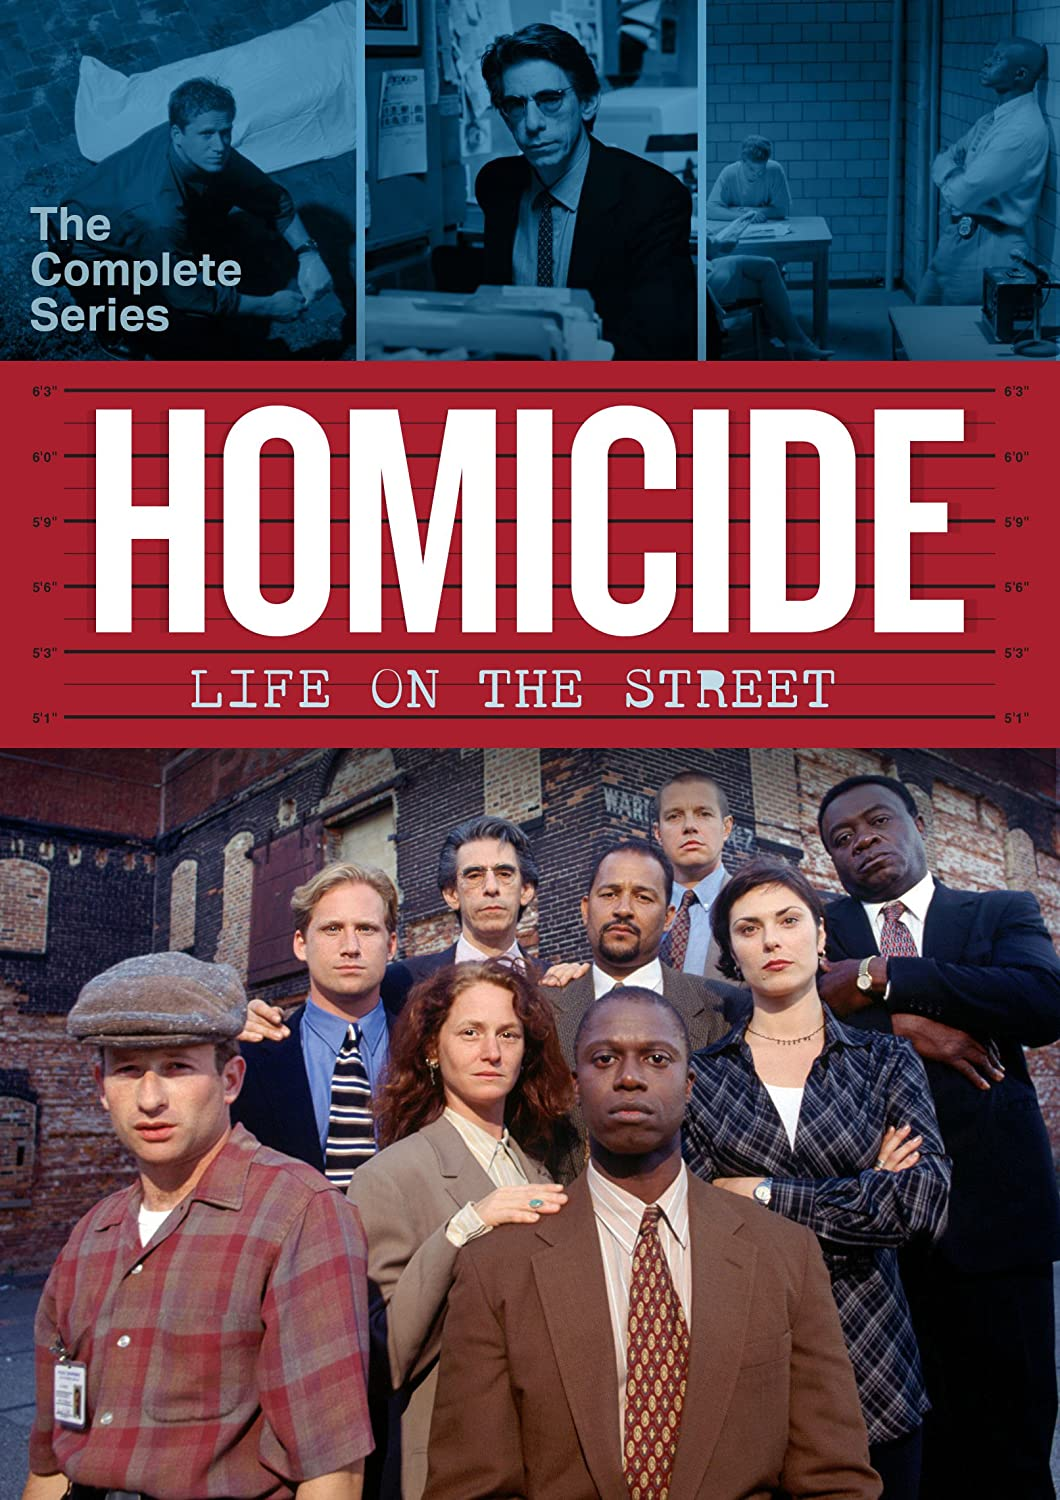 The
Complete
Series
6'3" 6'3"
HOMICIDE
6'0" 6'0"
5'9" 5'9"
5'6" 5'6"
5'3" 5'3"
LIFE ON THE STREET
5'1" 5'1"